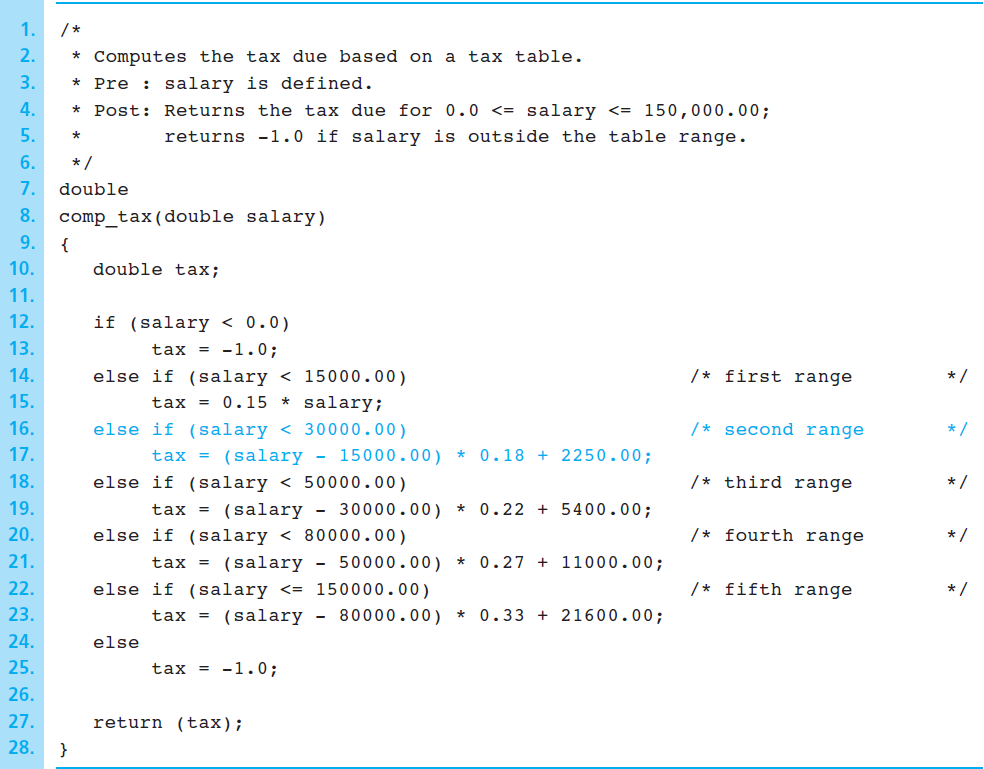 1. /*
2.  * Computes the tax due based on a tax table.
3.  * Pre : salary is defined.
4.  * Post: Returns the tax due for 0.0 <= salary <= 150,000.00;
5.  *       returns -1.0 if salary is outside the table range.
6.  */
7. double
8. comp_tax(double salary)
9. {
10.    double tax;
11.
12.    if (salary < 0.0)
13.         tax = -1.0;
14.    else if (salary < 15000.00)                        /* first range        */
15.         tax = 0.15 * salary;
16.    else if (salary < 30000.00)                        /* second range       */
17.         tax = (salary - 15000.00) * 0.18 + 2250.00;
18.    else if (salary < 50000.00)                        /* third range        */
19.         tax = (salary - 30000.00) * 0.22 + 5400.00;
20.    else if (salary < 80000.00)                        /* fourth range       */
21.         tax = (salary - 50000.00) * 0.27 + 11000.00;
22.    else if (salary <= 150000.00)                      /* fifth range        */
23.         tax = (salary - 80000.00) * 0.33 + 21600.00;
24.    else
25.         tax = -1.0;
26.
27.    return (tax);
28. }